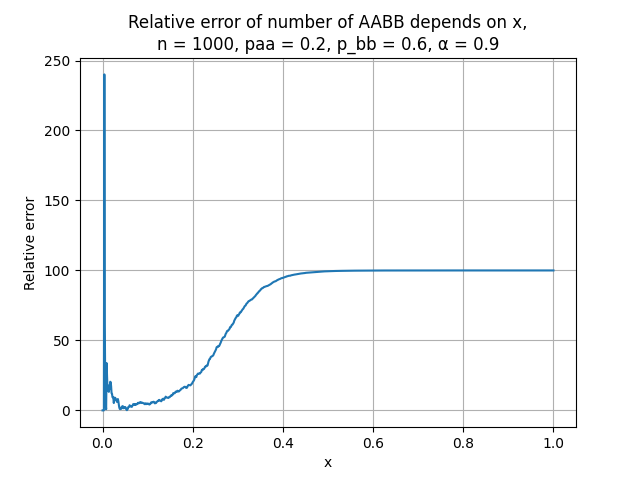 Relative error of number of AABB depends on x,
n = 1000, paa = 0.2, p_bb = 0.6, α = 0.9
250
200
150
100
50
0
Relative error
0.0 0.2 0.4 0.6 0.8 1.0
x